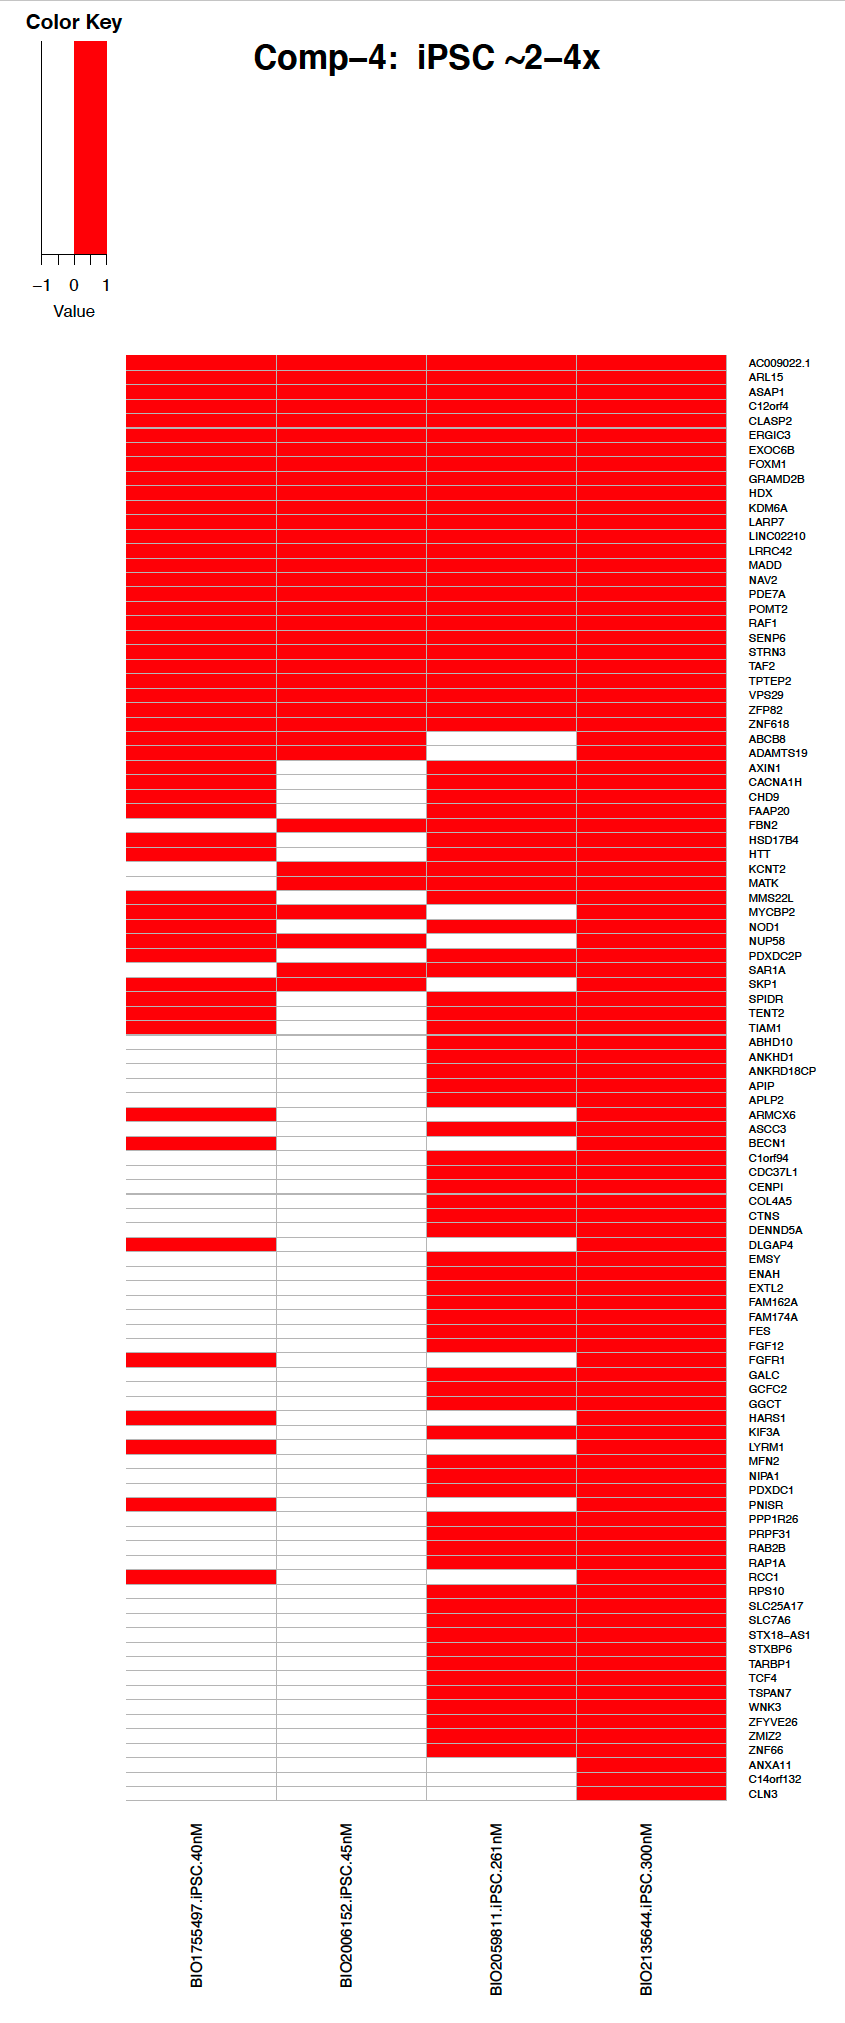 Color Key
Comp−4:  iPSC ~2−4x
−1 0 1
Value
AC009022.1
ARL15
ASAP1
C12orf4
CLASP2
ERGIC3
EXOC6B
FOXM1
GRAMD2B
HDX
KDM6A
LARP7
LINC02210
LRRC42
MADD
NAV2
PDE7A
POMT2
RAF1
SENP6
STRN3
TAF2
TPTEP2
VPS29
ZFP82
ZNF618
ABCB8
ADAMTS19
AXIN1
CACNA1H
CHD9
FAAP20
FBN2
HSD17B4
HTT
KCNT2
MATK
MMS22L
MYCBP2
NOD1
NUP58
PDXDC2P
SAR1A
SKP1
SPIDR
TENT2
TIAM1
ABHD10
ANKHD1
ANKRD18CP
APIP
APLP2
ARMCX6
ASCC3
BECN1
C1orf94
CDC37L1
CENPI
COL4A5
CTNS
DENND5A
DLGAP4
EMSY
ENAH
EXTL2
FAM162A
FAM174A
FES
FGF12
FGFR1
GALC
GCFC2
GGCT
HARS1
KIF3A
LYRM1
MFN2
NIPA1
PDXDC1
PNISR
PPP1R26
PRPF31
RAB2B
RAP1A
RCC1
RPS10
SLC25A17
SLC7A6
STX18−AS1
STXBP6
TARBP1
TCF4
TSPAN7
WNK3
ZFYVE26
ZMIZ2
ZNF66
ANXA11
C14orf132
CLN3
BIO1755497.iPSC.40nM
BIO2006152.iPSC.45nM
BIO2059811.iPSC.261nM
BIO2135644.iPSC.300nM